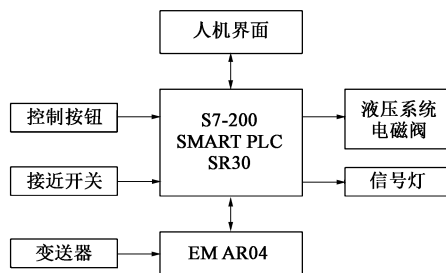 人机界面
控制按钮
S7-200
SMART PLC
SR30
液压系统
电磁阀
接近开关
信号灯
变送器
EM AR04